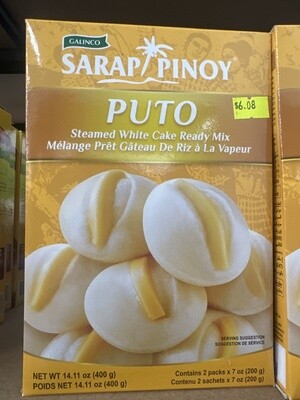 GALINCO
SARAP PINOY
PUTO
$6.08
Steamed White Cake Ready Mix
Mélange Prêt Gâteau De Riz à La Vapeur
SERVING SUGGESTION
SUGGESTION DE SERVICE
NET WT 14.11 oz (400 g)
POIDS NET 14.11 oz (400 g)
Contains 2 packs x 7 oz (200 g)
Contenu 2 sachets x 7 oz (200 g)